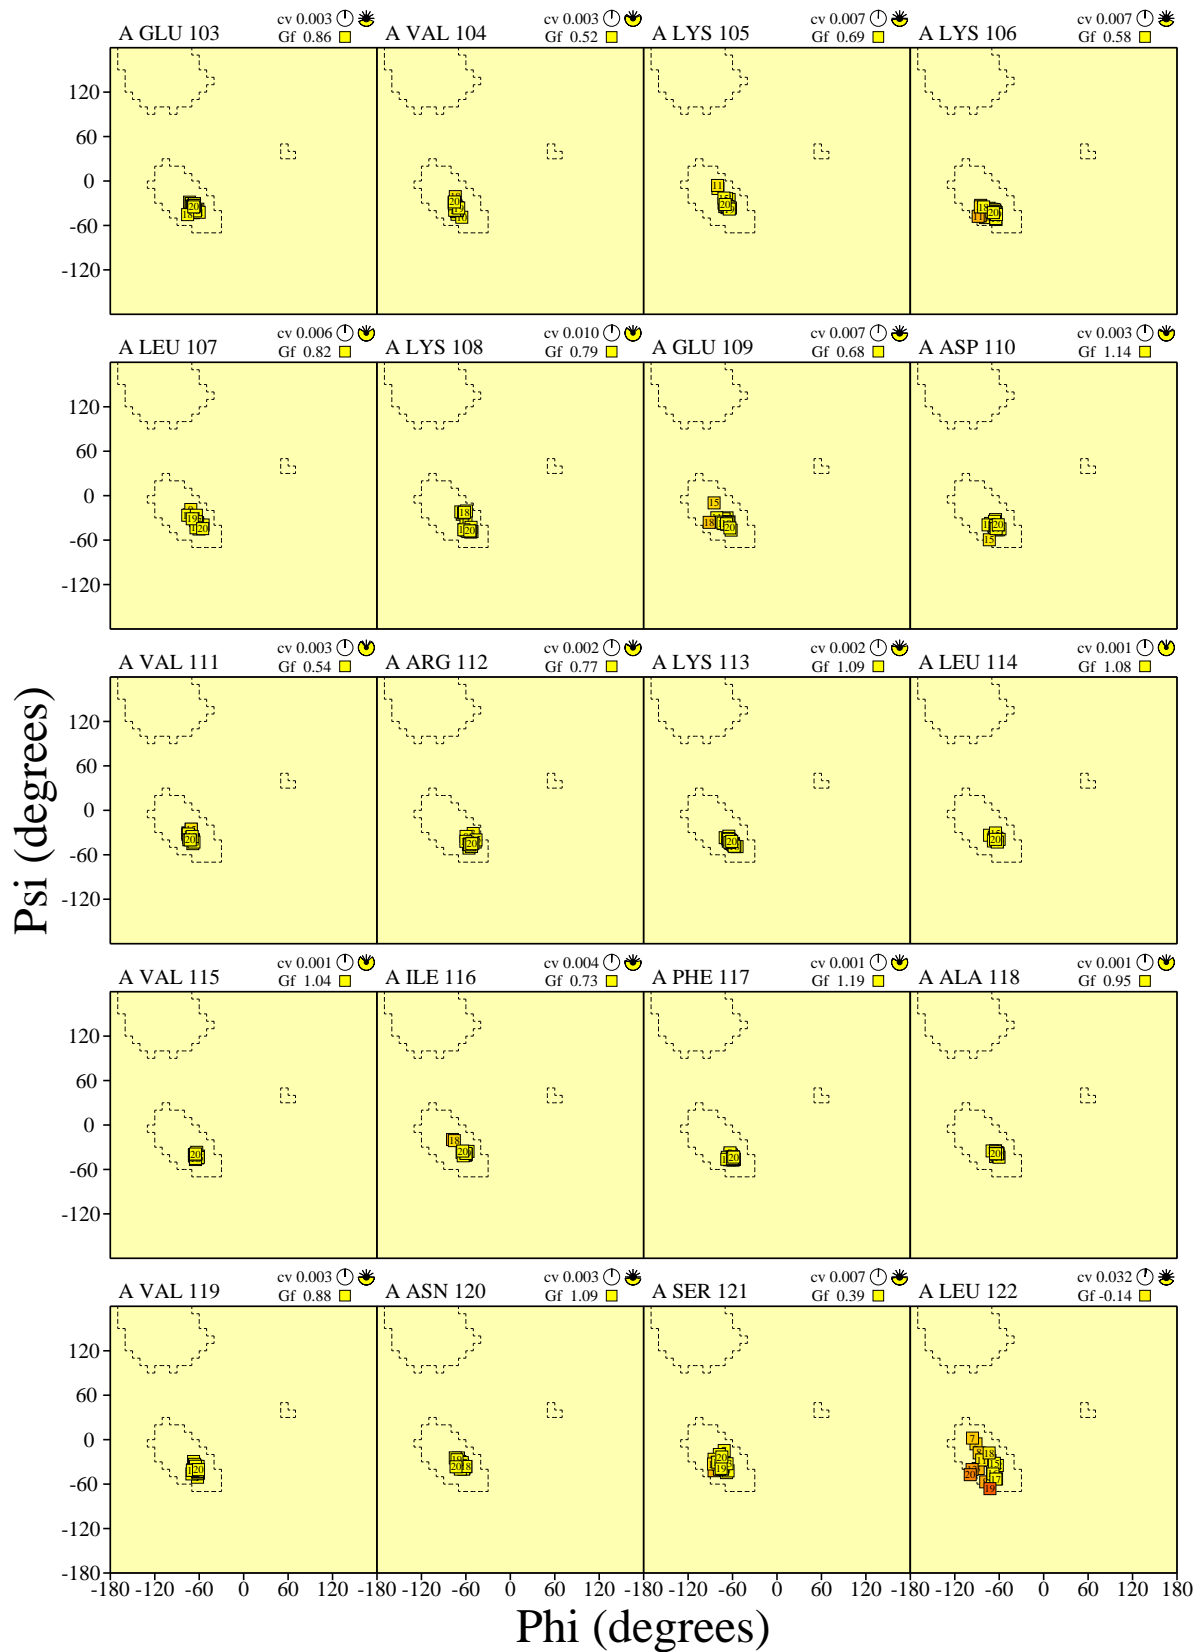 cv 0.003 cv 0.003 cv 0.007 cv 0.007
A GLU 103 Gf 0.86 A VAL 104 Gf 0.52 A LYS 105 Gf 0.69 A LYS 106 Gf 0.58
120
60
0
-60
-120
cv 0.006 cv 0.010 cv 0.007 cv 0.003
A LEU 107 Gf 0.82 A LYS 108 Gf 0.79 A GLU 109 Gf 0.68 A ASP 110 Gf 1.14
120
60
0
-60
-120
cv 0.003 cv 0.002 cv 0.002 cv 0.001
A VAL 111 Gf 0.54 A ARG 112 Gf 0.77 A LYS 113 Gf 1.09 A LEU 114 Gf 1.08
120
60
0
-60
-120
Psi (degrees)
cv 0.001 cv 0.004 cv 0.001 cv 0.001
A VAL 115 Gf 1.04 A ILE 116 Gf 0.73 A PHE 117 Gf 1.19 A ALA 118 Gf 0.95
120
60
0
-60
-120
cv 0.003 cv 0.003 cv 0.007 cv 0.032
A VAL 119 Gf 0.88 A ASN 120 Gf 1.09 A SER 121 Gf 0.39 A LEU 122 Gf -0.14
120
60
0
-60
-120
-180
-180 -120 -60 0 60 120 -180 -120 -60 0 60 120 -180 -120 -60 0 60 120 -180 -120 -60 0 60 120 180
Phi (degrees)